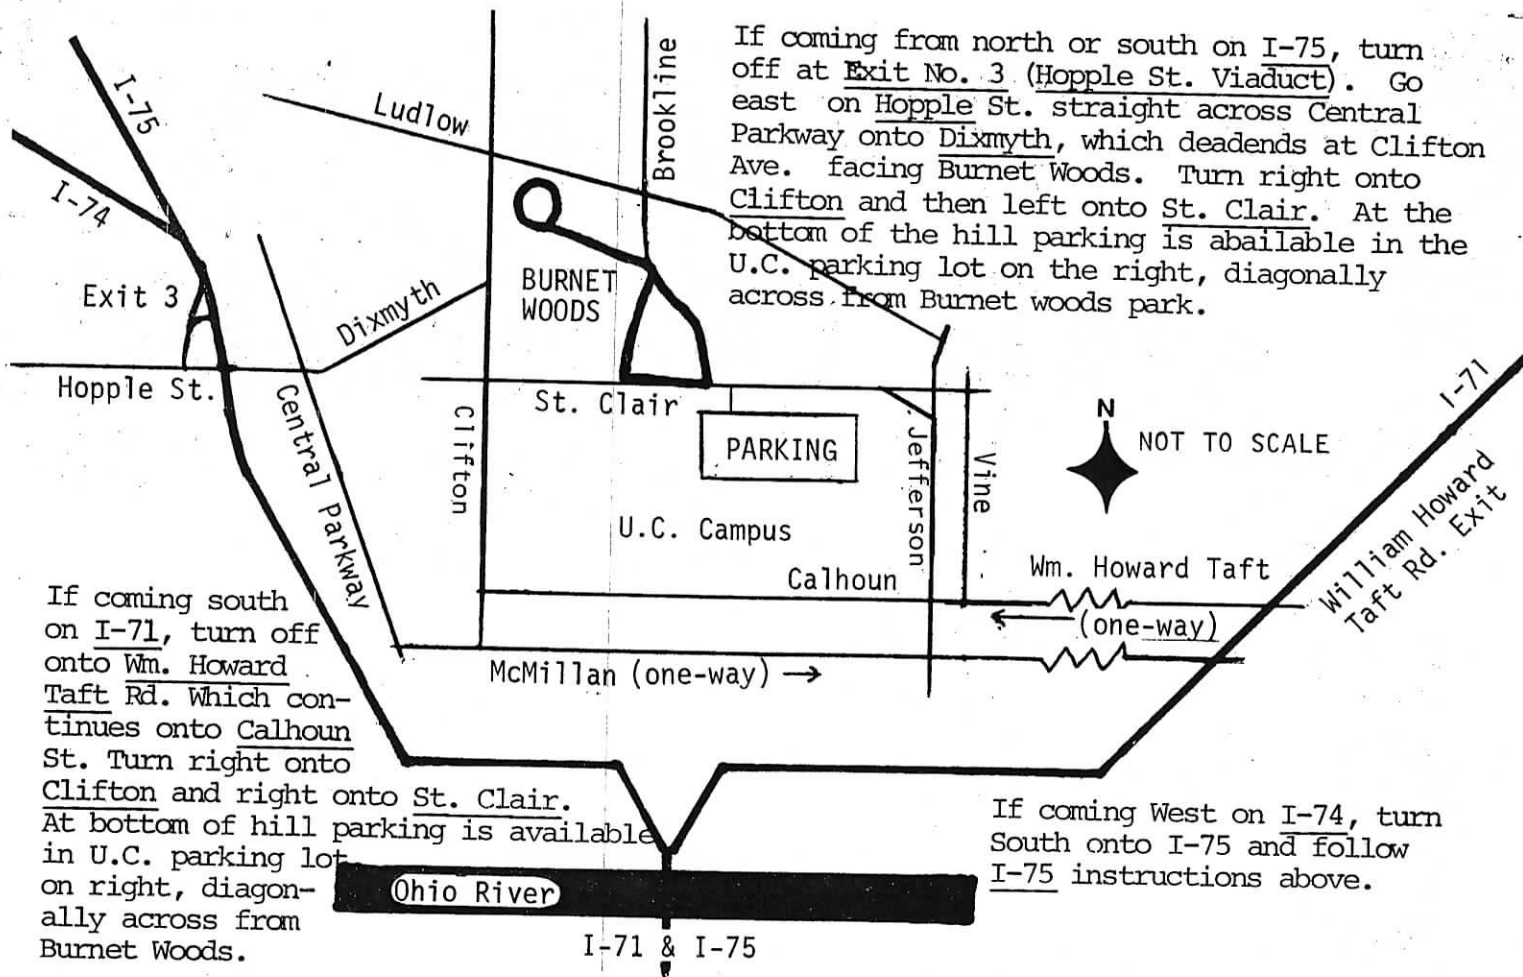 If coming from north or south on I-75, turn
off at Exit No. 3 (Hopple St. Viaduct). Go
east on Hopple St. straight across Central
Parkway onto Dixmyth, which deadends at Clifton
Ave. facing Burnet Woods. Turn right onto
Clifton and then left onto St. Clair. At the
bottom of the hill parking is abailable in the
U.C. parking lot on the right, diagonally
across from Burnet woods park.
I-75
I-74
Ludlow
Brookline
Exit 3
Dixmyth
BURNET
WOODS
Hopple St.
Central Parkway
Clifton
St. Clair
PARKING
Jefferson
Vine
N
NOT TO SCALE
I-71
William Howard
Taft Rd. Exit
U.C. Campus
Calhoun
Wm. Howard Taft
(one-way)
McMillan (one-way) →
If coming south
on I-71, turn off
onto Wm. Howard
Taft Rd. Which con-
tinues onto Calhoun
St. Turn right onto
Clifton and right onto St. Clair.
At bottom of hill parking is available
in U.C. parking lot
on right, diagon-
ally across from
Burnet Woods.
Ohio River
I-71 & I-75
If coming West on I-74, turn
South onto I-75 and follow
I-75 instructions above.